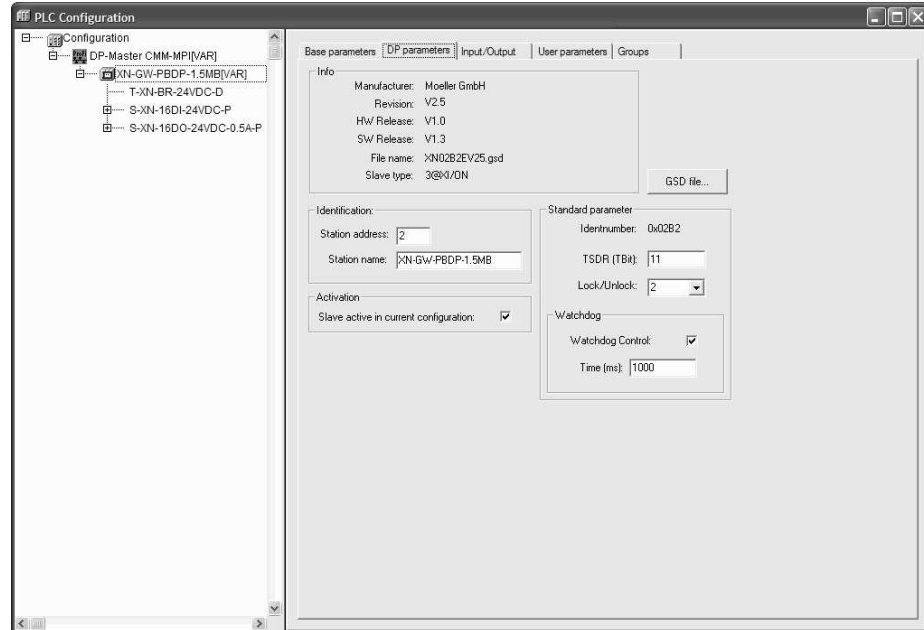 PLC Configuration
Configuration
DP-Master CMM-MPI[VAR]
XN-GW-PBDP-1.5MB[VAR]
T-XN-BR-24VDC-D
S-XN-16DI-24VDC-P
S-XN-16DO-24VDC-0.5A-P
Base parameters DP parameters Input/Output User parameters Groups
Info
Manufacturer: Moeller GmbH
Revision: V2.5
HW Release: V1.0
SW Release: V1.3
File name: XN02B2EV25.gsd
Slave type: 3@XI/ON
GSD file...
Identification:
Station address: 2
Station name: XN-GW-PBDP-1.5MB
Activation
Slave active in current configuration:
Standard parameter
Identnumber: 0x02B2
TSDR (TBit): 11
Lock/Unlock: 2
Watchdog
Watchdog Control:
Time (ms): 1000